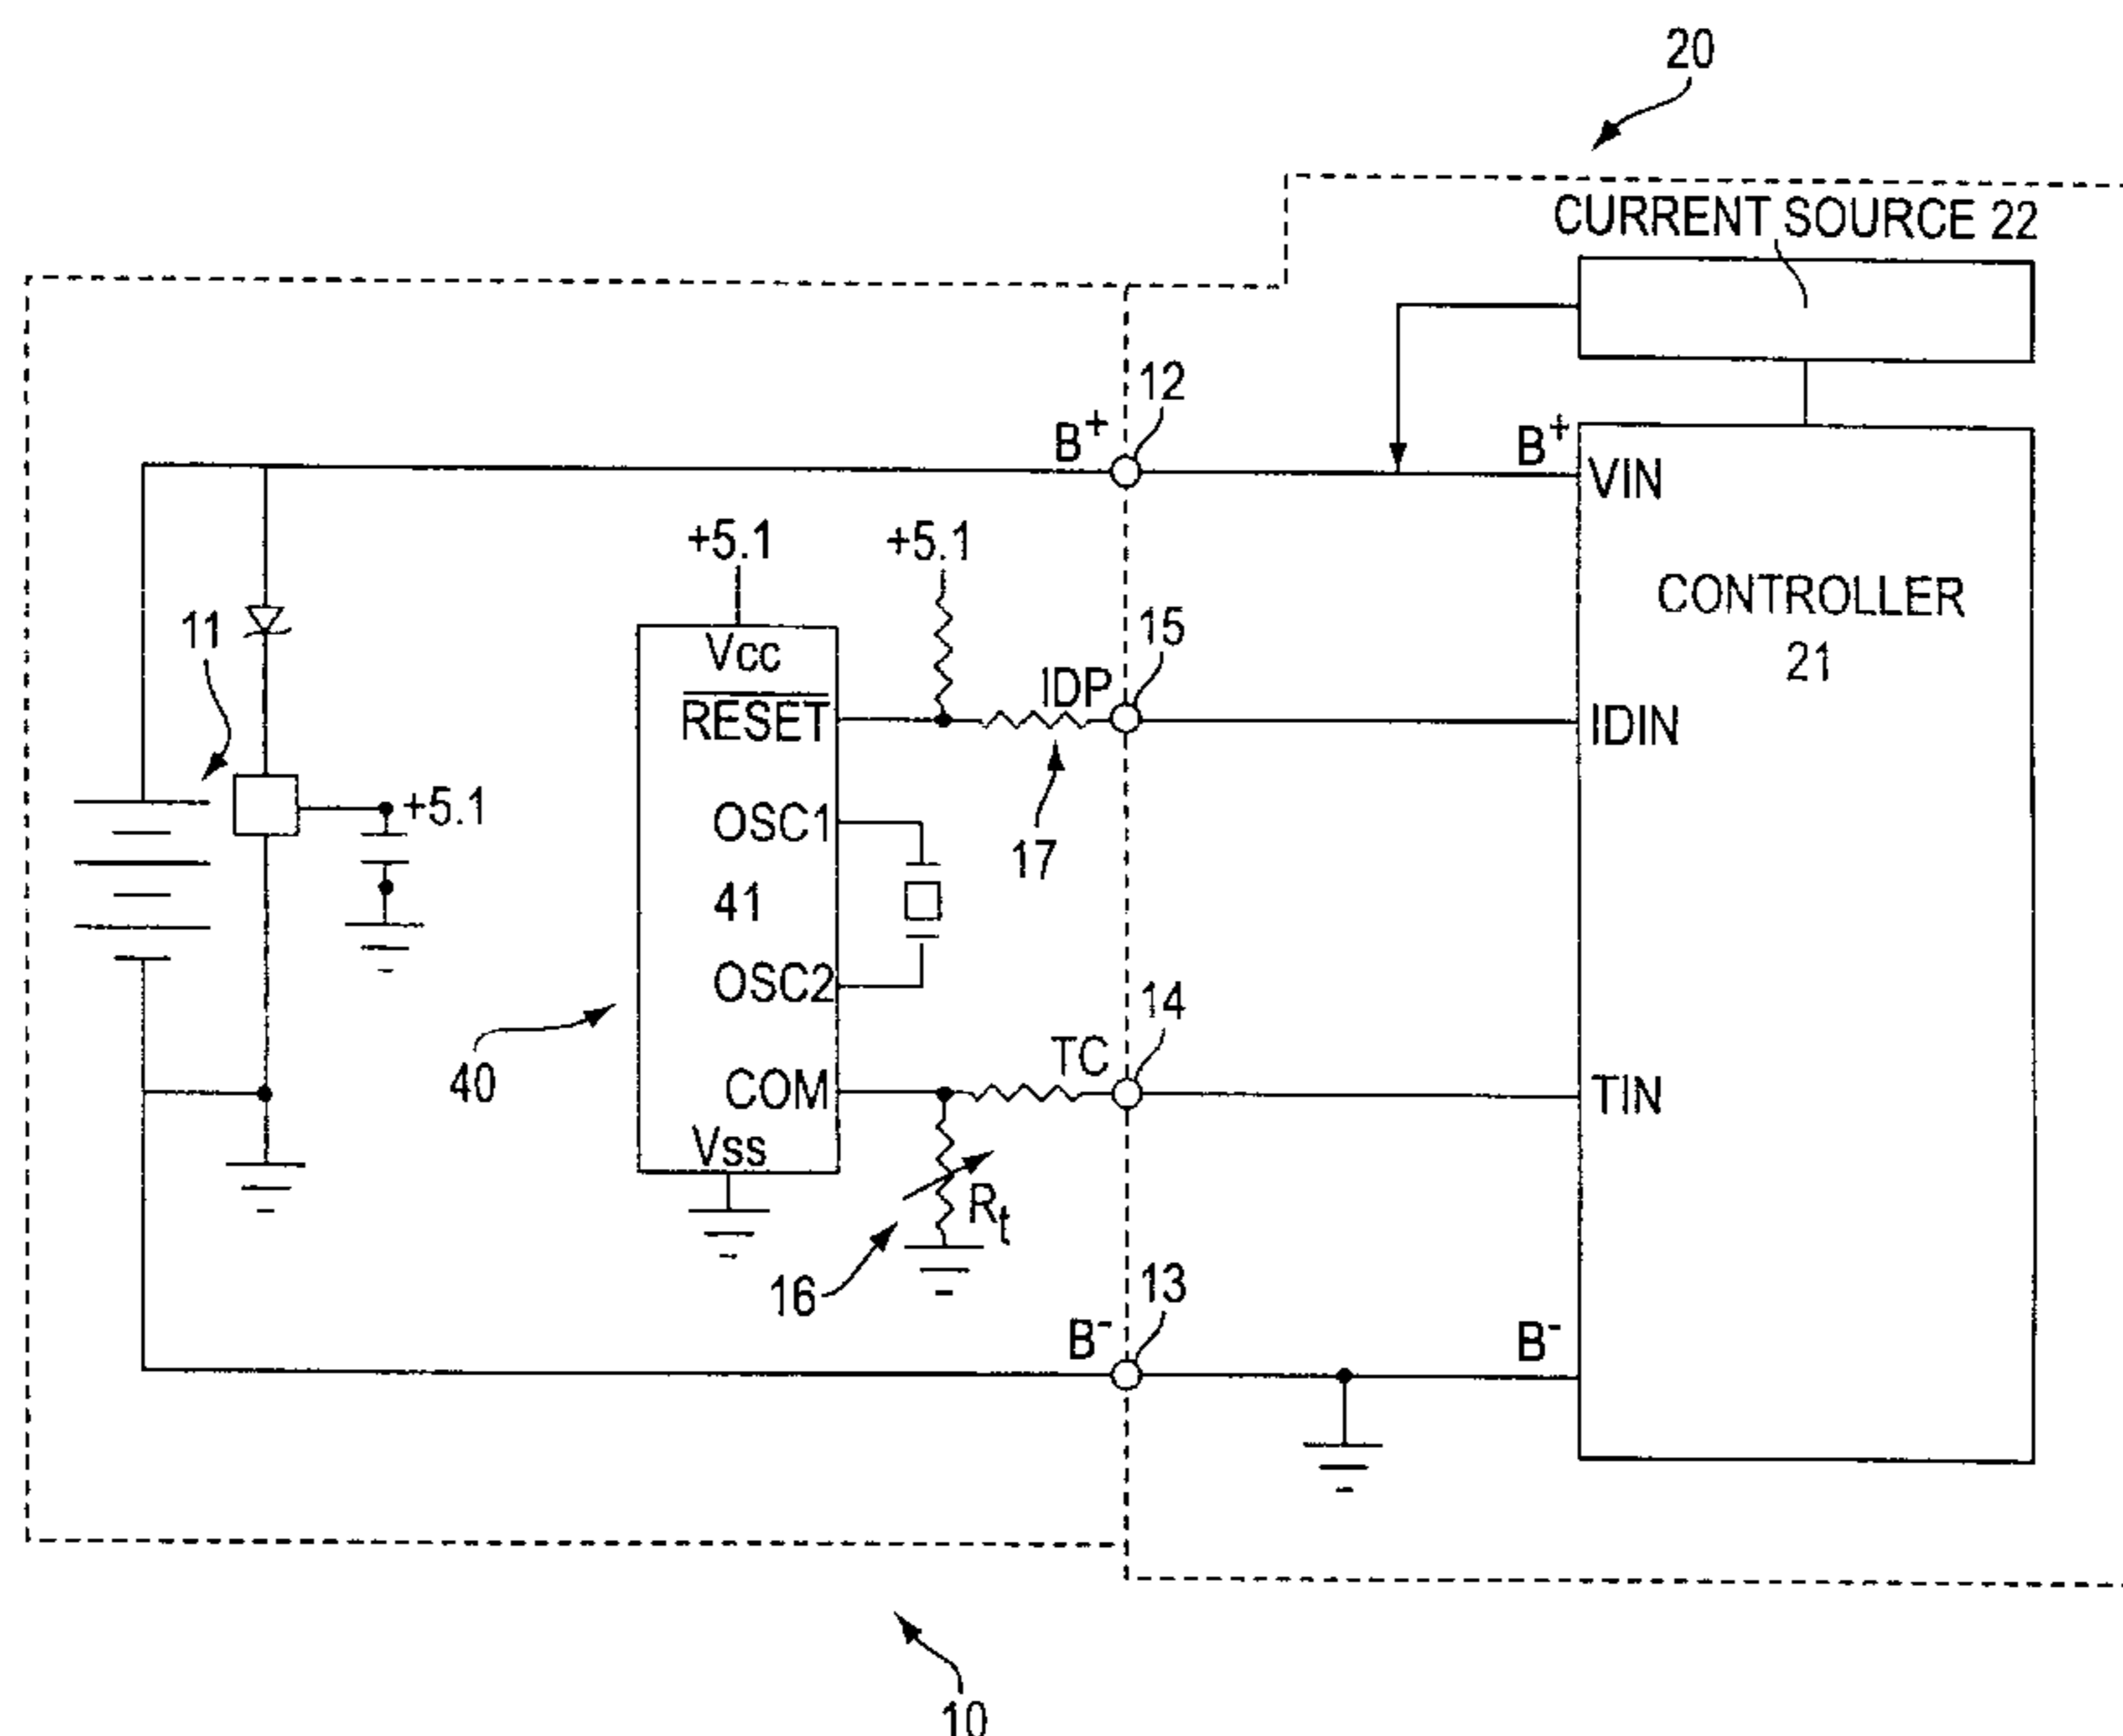 20
CURRENT SOURCE 22
12
B+
B+
VIN
+5.1
+5.1
CONTROLLER
21
11
15
Vcc
IDP
RESET
IDIN
+5.1
OSC1
17
41
OSC2
14
40
TC
COM
TIN
Vss
Rt
16
13
B-
B-
10